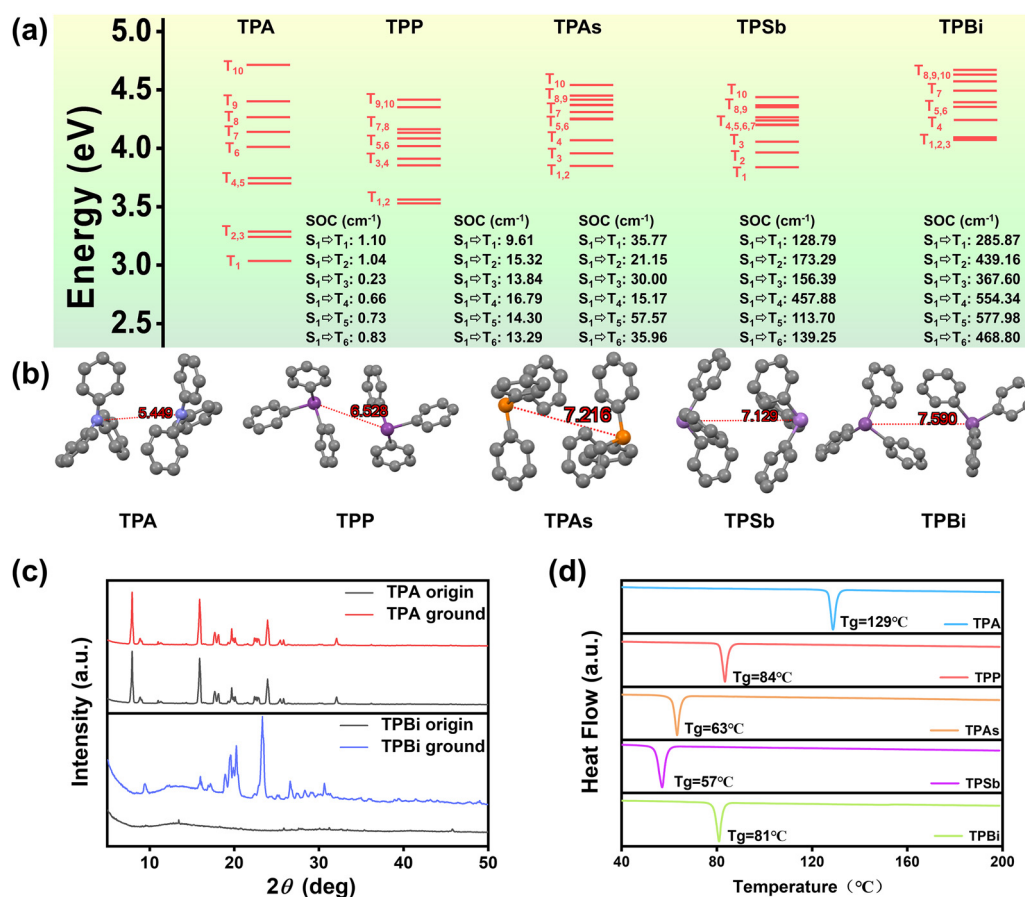 (a)
TPA TPP TPAs TPSb TPBi
Energy (eV)
5.0
4.5
4.0
3.5
3.0
2.5
T10
T9
T8
T7
T6
T4,5
T2,3
T1
T9,10
T7,8
T5,6
T3,4
T1,2
T10
T8,9
T7
T5,6
T4
T3
T1,2
T10
T8,9
T4,5,6,7
T3
T2
T1
T8,9,10
T7
T5,6
T4
T1,2,3
SOC (cm-1)
S1⇨T1: 1.10
S1⇨T2: 1.04
S1⇨T3: 0.23
S1⇨T4: 0.66
S1⇨T5: 0.73
S1⇨T6: 0.83
SOC (cm-1)
S1⇨T1: 9.61
S1⇨T2: 15.32
S1⇨T3: 13.84
S1⇨T4: 16.79
S1⇨T5: 14.30
S1⇨T6: 13.29
SOC (cm-1)
S1⇨T1: 35.77
S1⇨T2: 21.15
S1⇨T3: 30.00
S1⇨T4: 15.17
S1⇨T5: 57.57
S1⇨T6: 35.96
SOC (cm-1)
S1⇨T1: 128.79
S1⇨T2: 173.29
S1⇨T3: 156.39
S1⇨T4: 457.88
S1⇨T5: 113.70
S1⇨T6: 139.25
SOC (cm-1)
S1⇨T1: 285.87
S1⇨T2: 439.16
S1⇨T3: 367.60
S1⇨T4: 554.34
S1⇨T5: 577.98
S1⇨T6: 468.80
(b)
5.449 6.528 7.216 7.129 7.590
TPA TPP TPAs TPSb TPBi
(c)
Intensity (a.u.)
TPA origin
TPA ground
TPBi origin
TPBi ground
10 20 30 40 50
2θ (deg)
(d)
Heat Flow (a.u.)
Tg=129℃ TPA
Tg=84℃ TPP
Tg=63℃ TPAs
Tg=57℃ TPSb
Tg=81℃ TPBi
40 80 120 160 200
Temperature（℃）